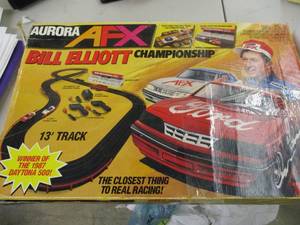 AURORA AFX
BILL ELLIOTT CHAMPIONSHIP
AFX
Ford
13' TRACK
WINNER OF
THE 1987
DAYTONA 500!
THE CLOSEST THING
TO REAL RACING!